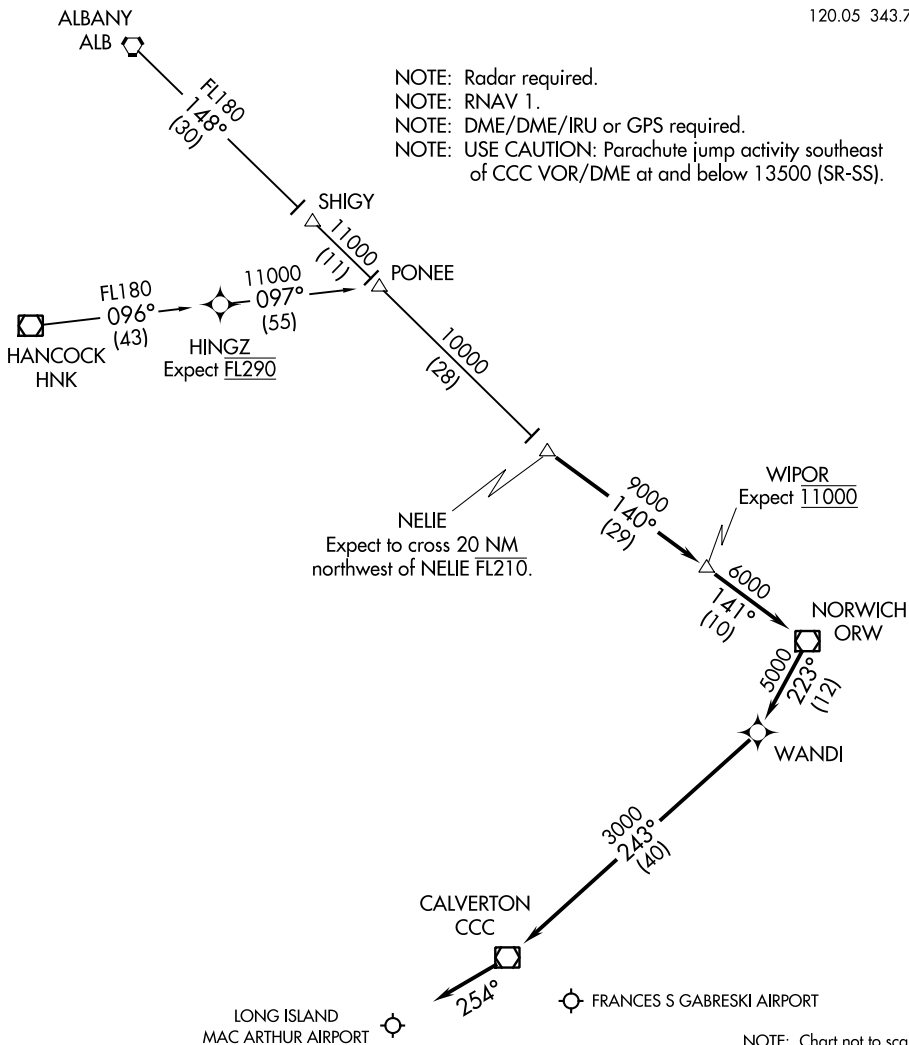 120.05 343.7
ALBANY
ALB
FL180
148°
(30)
NOTE: Radar required.
NOTE: RNAV 1.
NOTE: DME/DME/IRU or GPS required.
NOTE: USE CAUTION: Parachute jump activity southeast
of CCC VOR/DME at and below 13500 (SR-SS).
SHIGY
11000
(11)
PONEE
FL180
096°
(43)
11000
097°
(55)
HANCOCK
HNK
HINGZ
Expect FL290
10000
(28)
NELIE
Expect to cross 20 NM
northwest of NELIE FL210.
9000
140°
(29)
WIPOR
Expect 11000
6000
141°
(10)
NORWICH
ORW
5000
223°
(12)
WANDI
3000
243°
(40)
CALVERTON
CCC
254°
FRANCES S GABRESKI AIRPORT
LONG ISLAND
MAC ARTHUR AIRPORT
NOTE: Chart not to sca